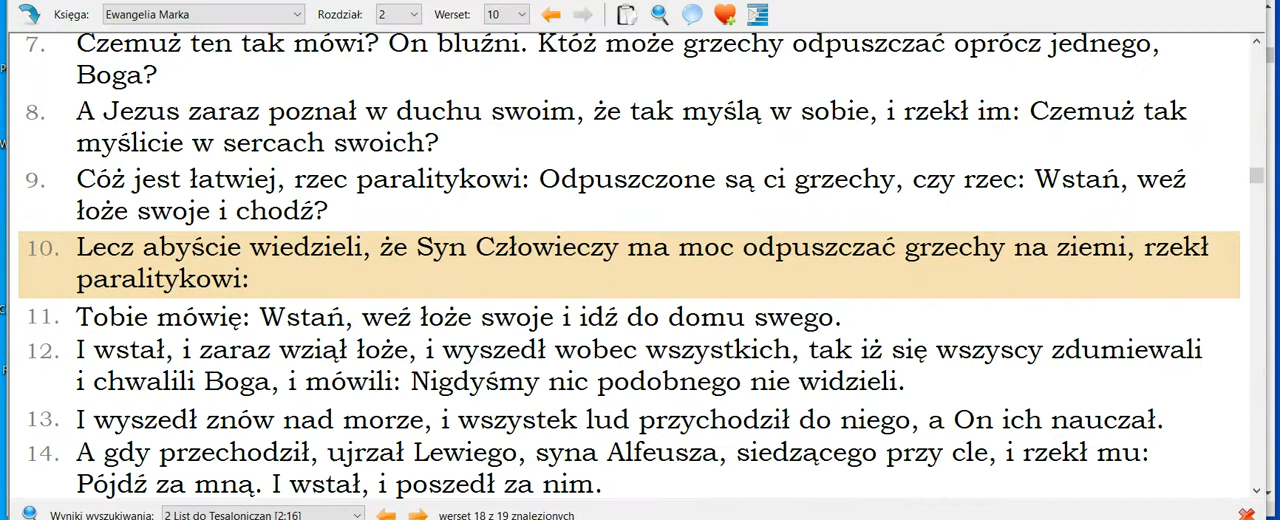 Księga: Ewangelia Marka Rozdział: 2 Werset: 10
7. Czemuż ten tak mówi? On bluźni. Któż może grzechy odpuszczać oprócz jednego,
Boga?
8. A Jezus zaraz poznał w duchu swoim, że tak myślą w sobie, i rzekł im: Czemuż tak
myślicie w sercach swoich?
9. Cóż jest łatwiej, rzec paralitykowi: Odpuszczone są ci grzechy, czy rzec: Wstań, weź
łoże swoje i chodź?
10. Lecz abyście wiedzieli, że Syn Człowieczy ma moc odpuszczać grzechy na ziemi, rzekł
paralitykowi:
11. Tobie mówię: Wstań, weź łoże swoje i idź do domu swego.
12. I wstał, i zaraz wziął łoże, i wyszedł wobec wszystkich, tak iż się wszyscy zdumiewali
i chwalili Boga, i mówili: Nigdyśmy nic podobnego nie widzieli.
13. I wyszedł znów nad morze, i wszystek lud przychodził do niego, a On ich nauczał.
14. A gdy przechodził, ujrzał Lewiego, syna Alfeusza, siedzącego przy cle, i rzekł mu:
Pójdź za mną. I wstał, i poszedł za nim.
Wyniki wyszukiwania: 2 List do Tesaloniczan [2:16] werset 18 z 19 znalezionych